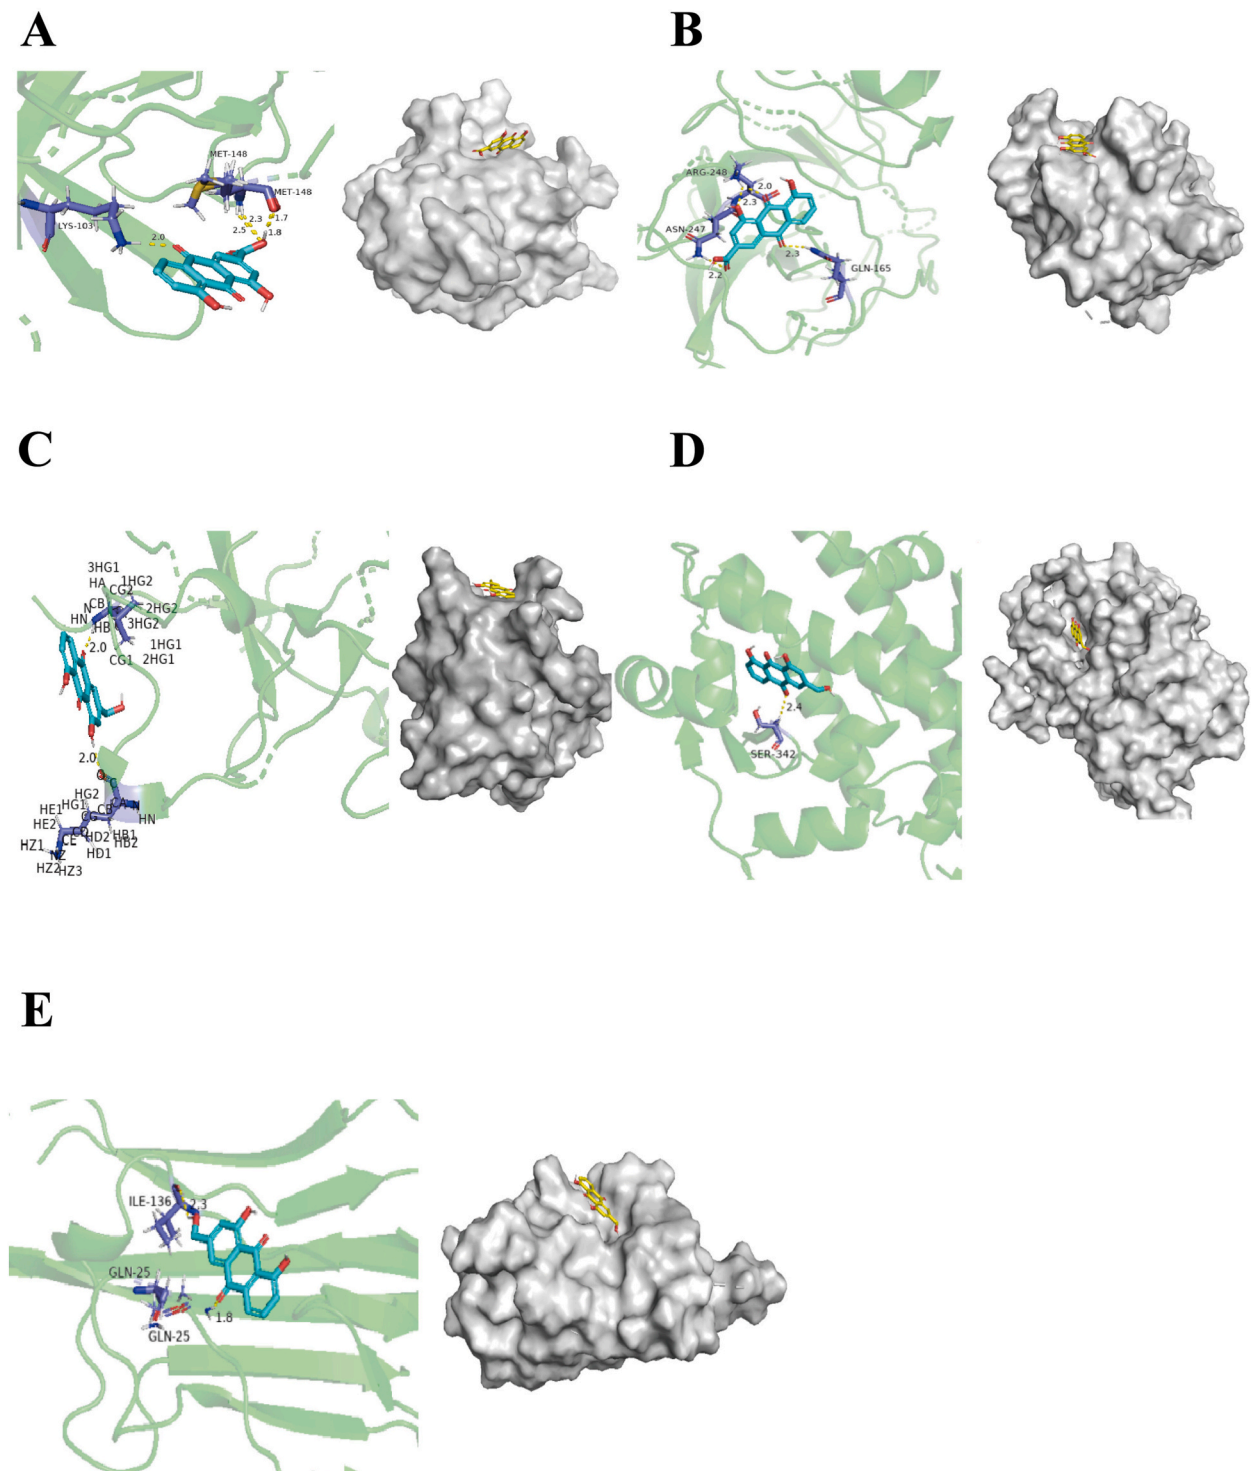 A
B
MET-148
MET-148
LYS-103
2.3
1.7
2.5
1.8
2.0
ARG-248
2.0
2.3
ASN-247
2.3
GLN-165
2.2
C
D
3HG1
HA
1HG2
CG2
N
CB
2HG2
HN
HB
3HG2
2.0
1HG1
CG1
2HG1
2.0
HG2
HE1
HG1
CB
CA
N
HN
CG
HE2
CD
HB1
HZ1
CE
HD2
HB2
NZ
HD1
HZ2
HZ3
2.4
SER-342
E
ILE-136
2.3
GLN-25
1.8
GLN-25